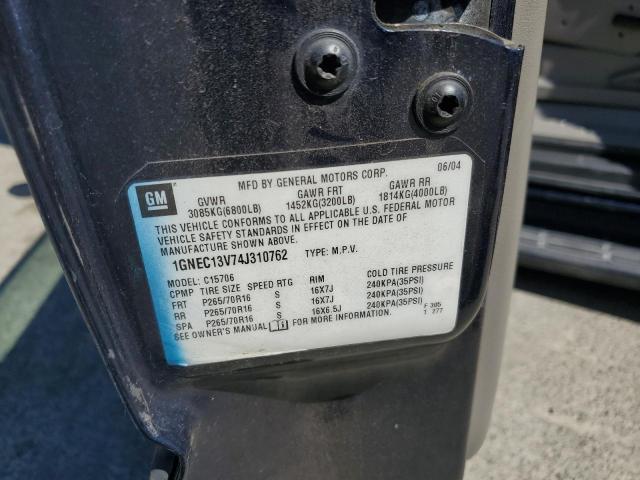 GM
MFD BY GENERAL MOTORS CORP. 06/04
GVWR GAWR FRT GAWR RR
3085KG(6800LB) 1452KG(3200LB) 1814KG(4000LB)
THIS VEHICLE CONFORMS TO ALL APPLICABLE U.S. FEDERAL MOTOR
VEHICLE SAFETY STANDARDS IN EFFECT ON THE DATE OF
MANUFACTURE SHOWN ABOVE.
1GNEC13V74J310762 TYPE: M.P.V.
MODEL: C15706
CPMP TIRE SIZE SPEED RTG RIM COLD TIRE PRESSURE
FRT P265/70R16 S 16X7J 240KPA(35PSI)
RR P265/70R16 S 16X7J 240KPA(35PSI)
SPA P265/70R16 S 16X6.5J 240KPA(35PSI)
SEE OWNER'S MANUAL FOR MORE INFORMATION.
F 305
1 277